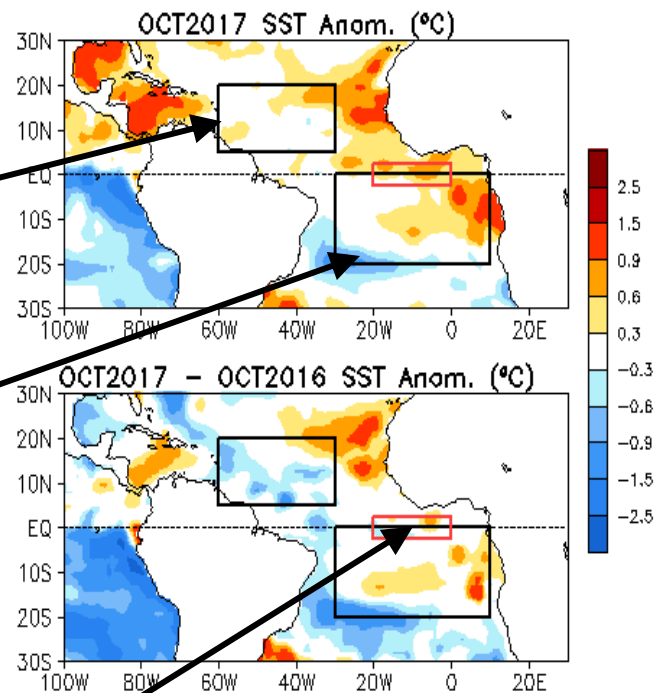 OCT2017 SST Anom. (ºC)
30N
20N
10N
EQ
10S
20S
30S
100W 80W 60W 40W 20W 0 20E
OCT2017 - OCT2016 SST Anom. (ºC)
30N
20N
10N
EQ
10S
20S
30S
100W 80W 60W 40W 20W 0 20E
2.5
1.5
0.9
0.6
0.3
-0.3
-0.6
-0.9
-1.5
-2.5